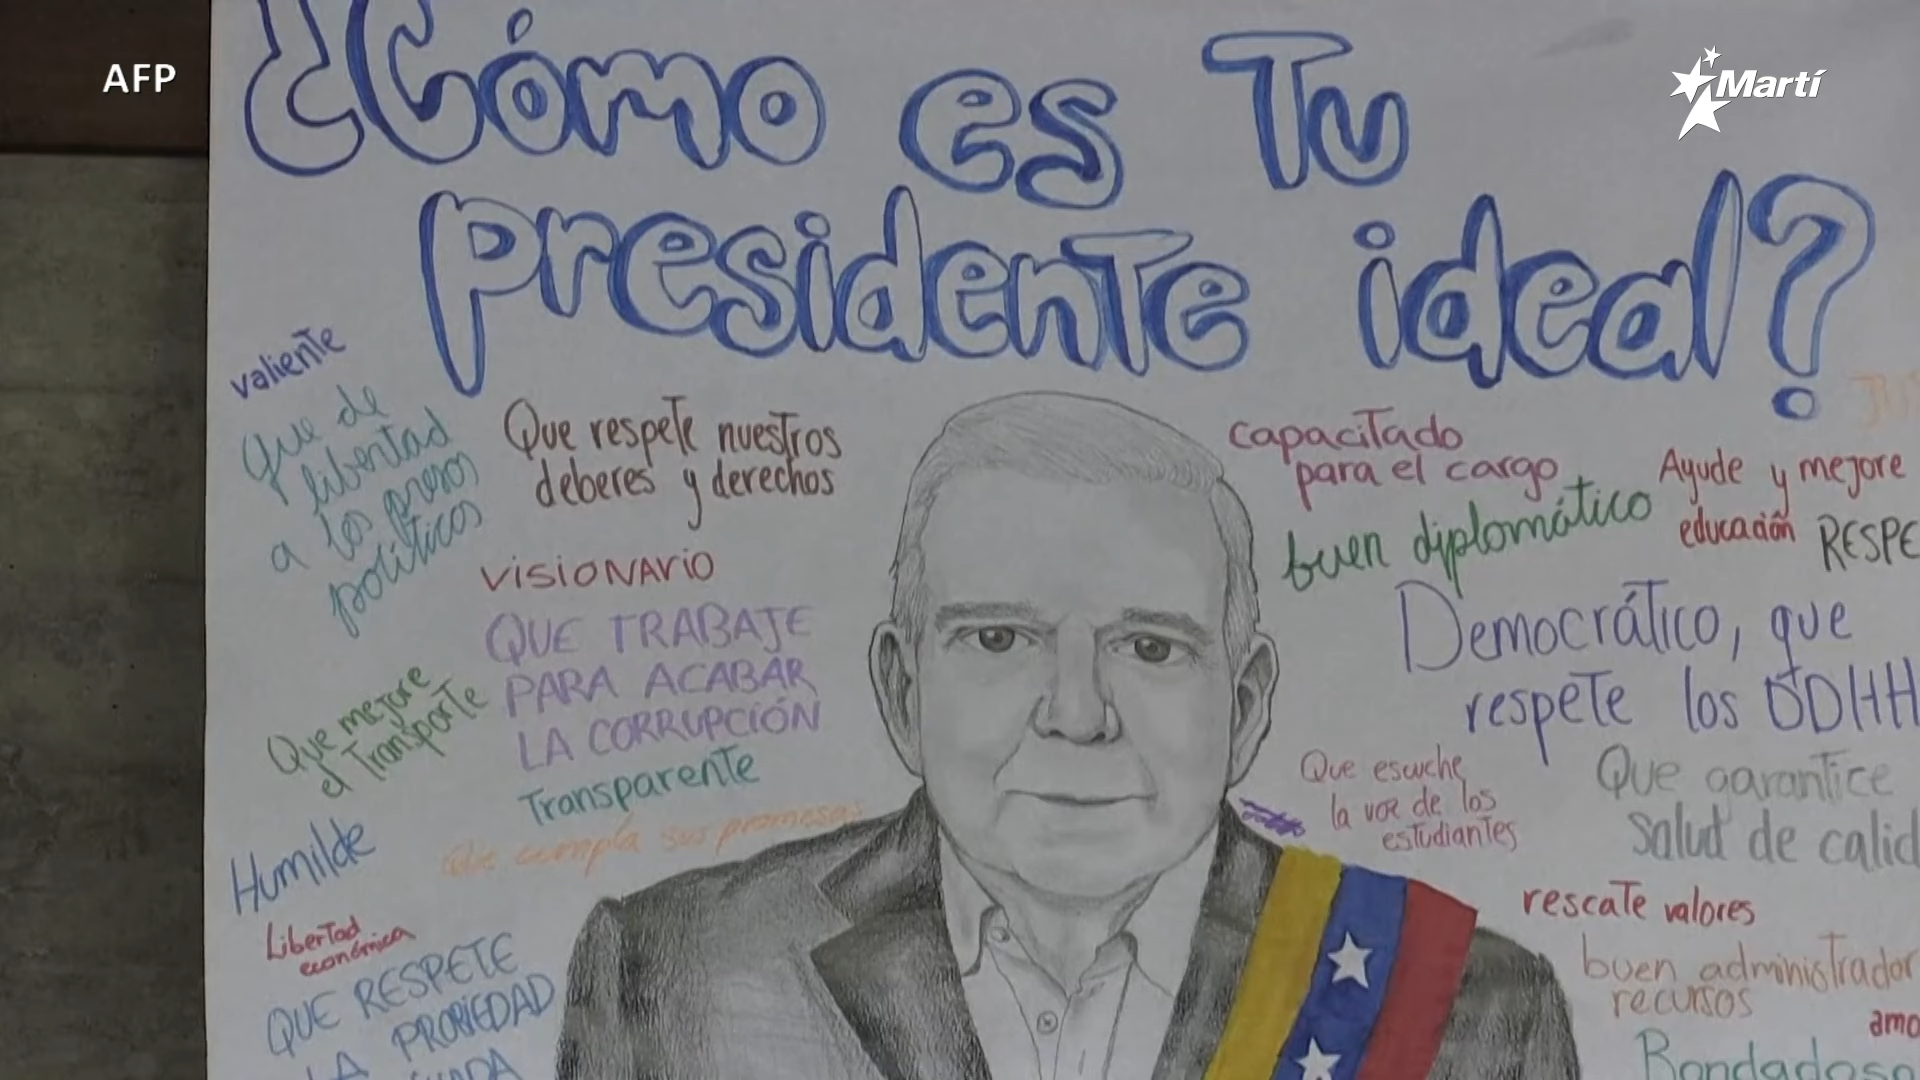 AFP
Martí
¿Cómo es Tu
presidente ideal?
valiente
que de
libertad
a los presos
políticos
Que respete nuestros
deberes y derechos
visionario
QUE TRABAJE
PARA ACABAR
LA CORRUPCIÓN
Transparente
Que cumpla sus promesas
Que mejore
el Transporte
Humilde
Libertad
económica
QUE RESPETE
LA PROPIEDAD
capacitado
para el cargo
buen diplomático
Ayude y mejore
educación
RESPE
Democrático, que
respete los DDHH
Que escuche
la voz de los
estudiantes
Que garantice
salud de calid
rescate valores
buen administrador
recursos
amo
Bondadoso